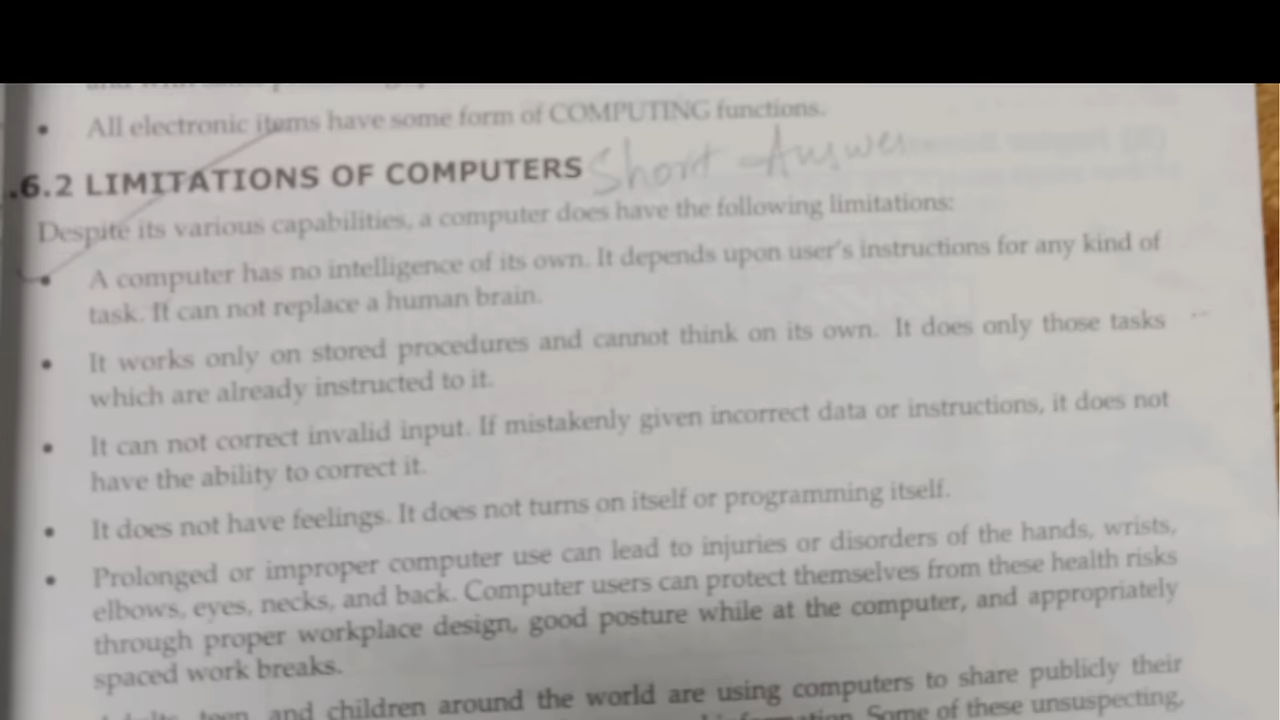 • All electronic items have some form of COMPUTING functions.
.6.2 LIMITATIONS OF COMPUTERS Short Answer
Despite its various capabilities, a computer does have the following limitations:
• A computer has no intelligence of its own. It depends upon user's instructions for any kind of
task. It can not replace a human brain.
• It works only on stored procedures and cannot think on its own. It does only those tasks
which are already instructed to it.
• It can not correct invalid input. If mistakenly given incorrect data or instructions, it does not
have the ability to correct it.
• It does not have feelings. It does not turns on itself or programming itself.
• Prolonged or improper computer use can lead to injuries or disorders of the hands, wrists,
elbows, eyes, necks, and back. Computer users can protect themselves from these health risks
through proper workplace design, good posture while at the computer, and appropriately
spaced work breaks.
teen, and children around the world are using computers to share publicly their
Some of these unsuspecting,